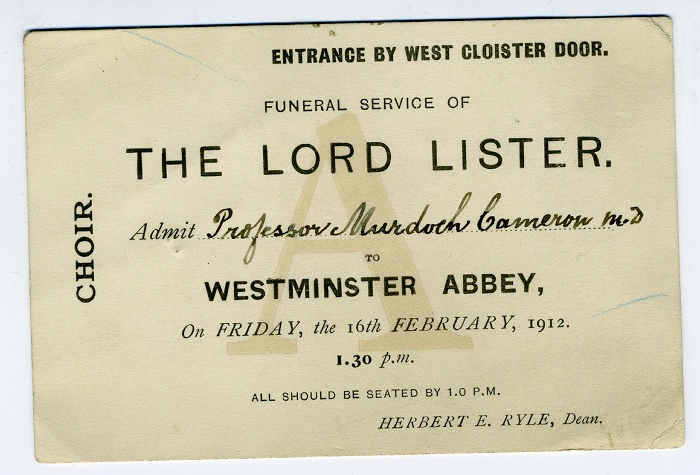 ENTRANCE BY WEST CLOISTER DOOR.
FUNERAL SERVICE OF
THE LORD LISTER.
CHOIR.
Admit Professor Murdoch Cameron M.D
TO
A
WESTMINSTER ABBEY,
On FRIDAY, the 16th FEBRUARY, 1912.
1.30 p.m.
ALL SHOULD BE SEATED BY 1.0 P.M.
HERBERT E. RYLE, Dean.